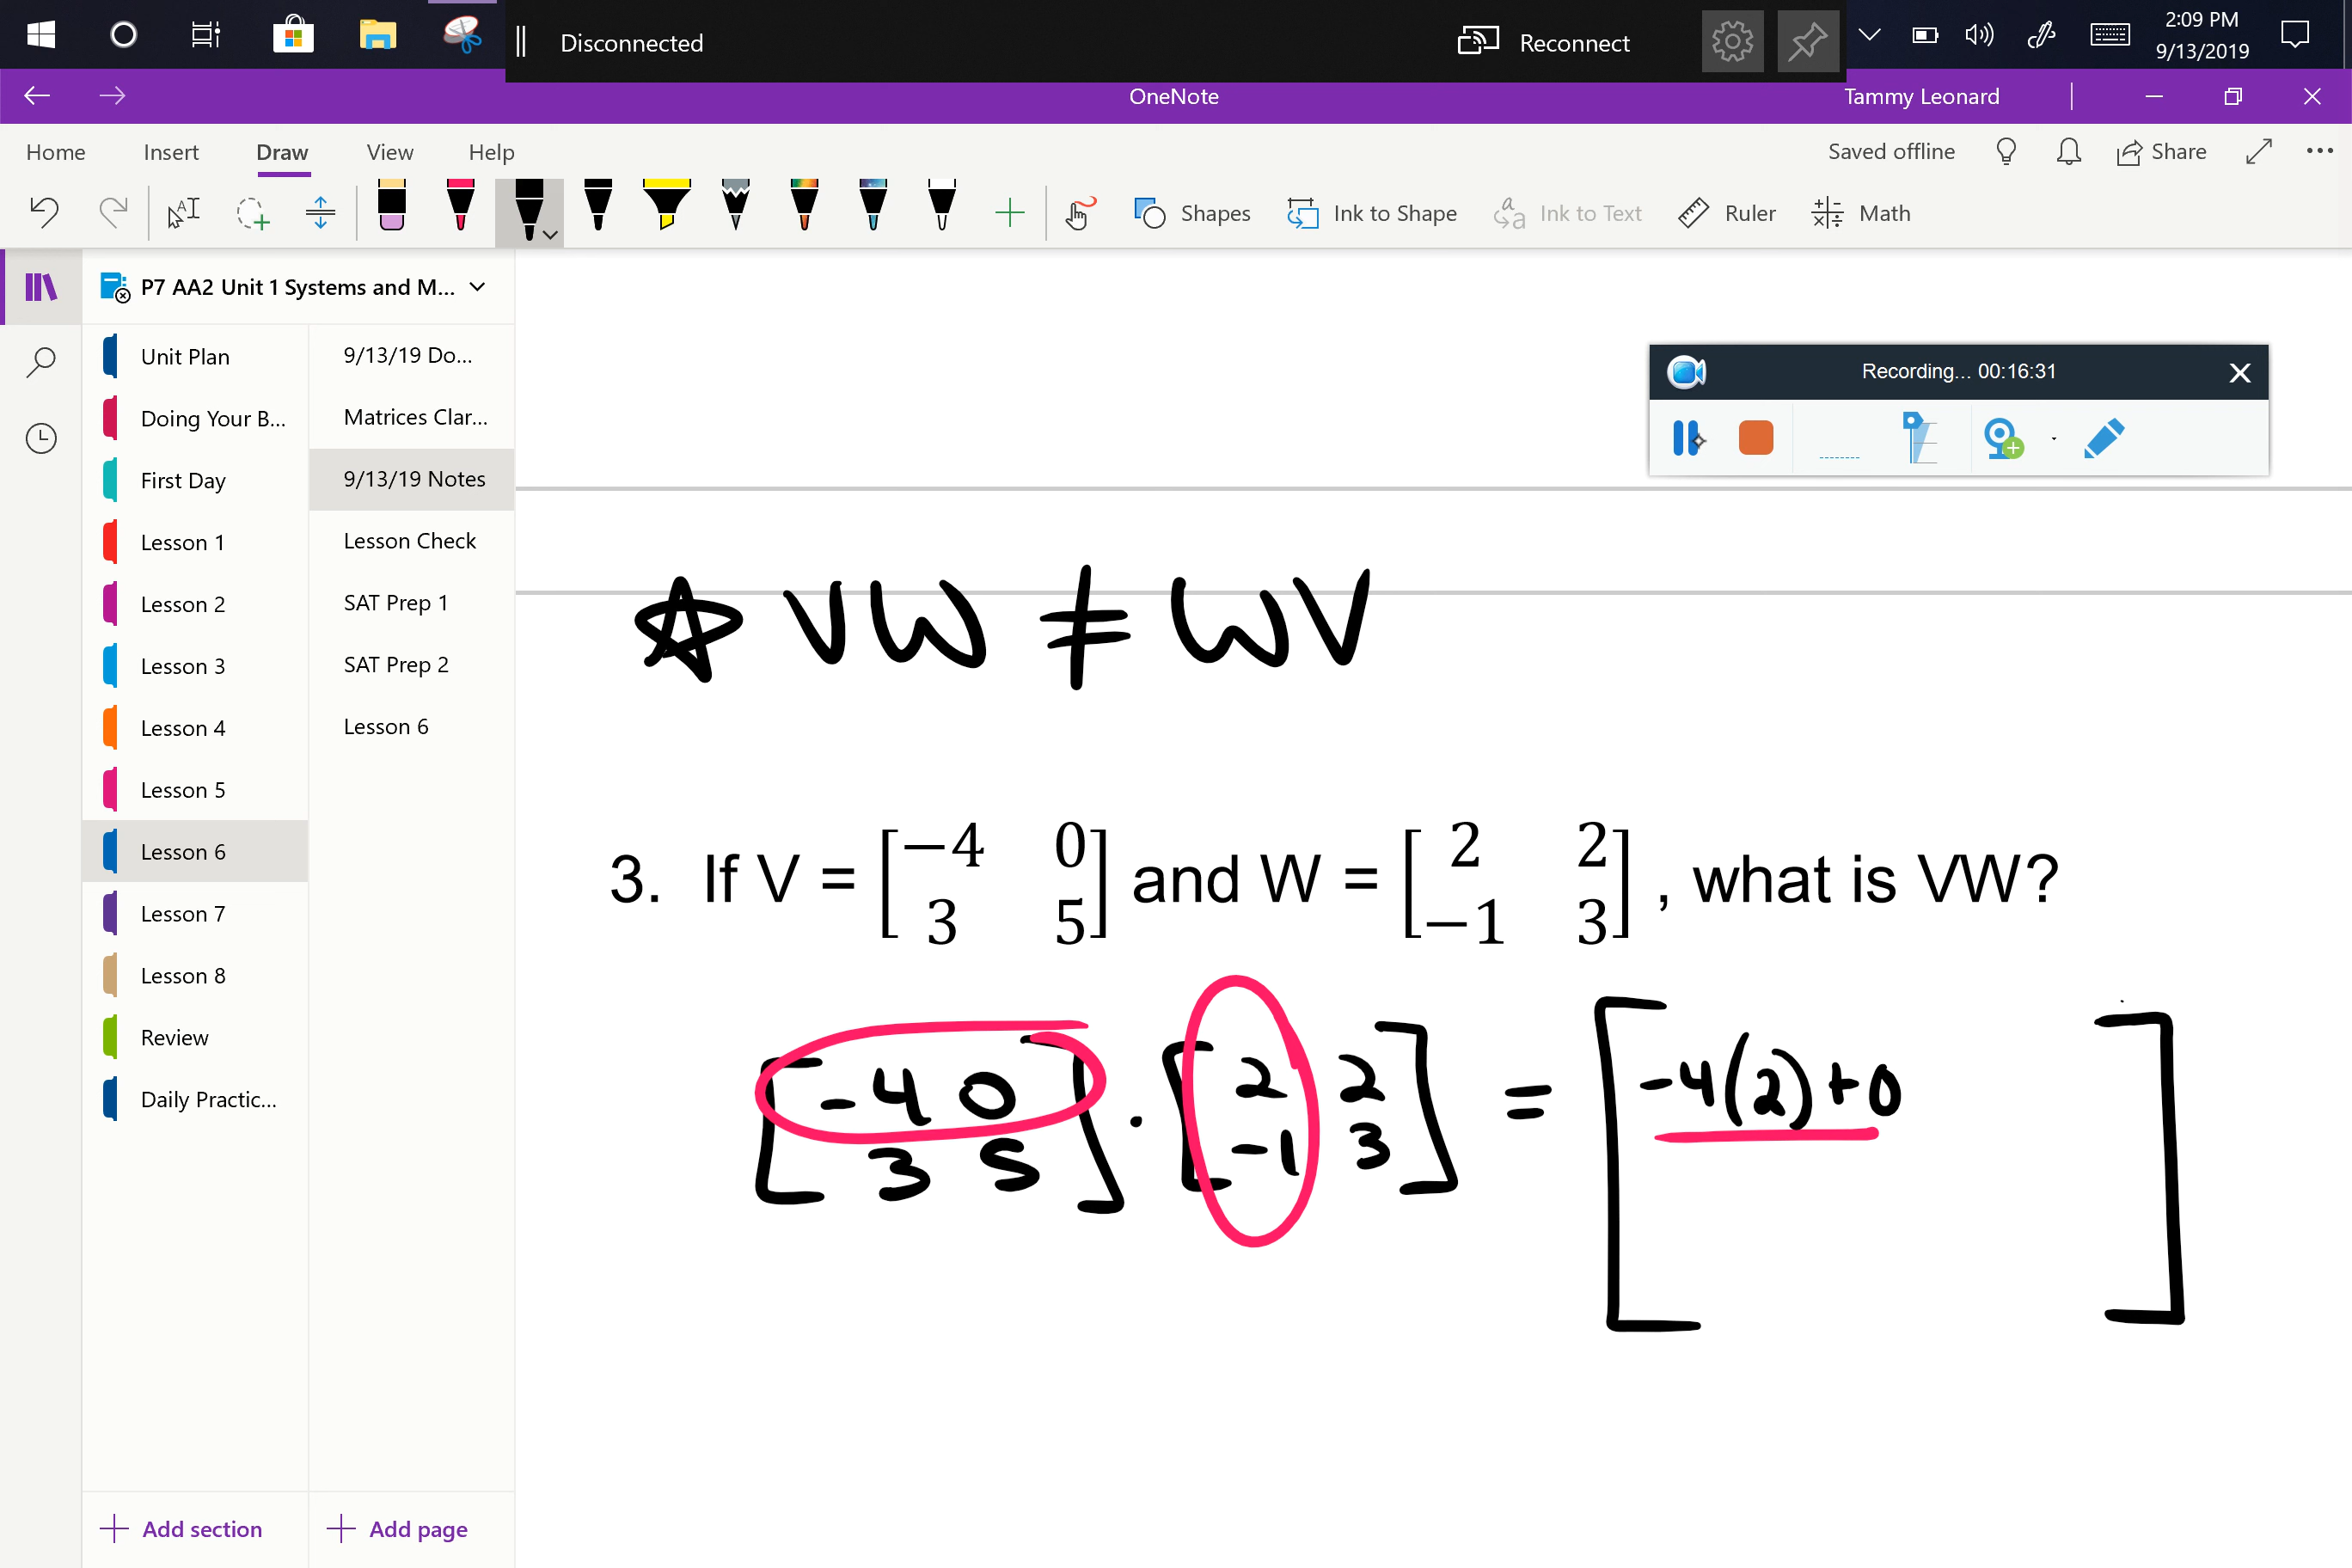 Disconnected
Reconnect
2:09 PM
9/13/2019
OneNote
Tammy Leonard
Home Insert Draw View Help
Saved offline
Share
Shapes
Ink to Shape
Ink to Text
Ruler
Math
P7 AA2 Unit 1 Systems and M...
Unit Plan
Doing Your B...
First Day
Lesson 1
Lesson 2
Lesson 3
Lesson 4
Lesson 5
Lesson 6
Lesson 7
Lesson 8
Review
Daily Practic...
9/13/19 Do...
Matrices Clar...
9/13/19 Notes
Lesson Check
SAT Prep 1
SAT Prep 2
Lesson 6
Add section
Add page
Recording... 00:16:31
☆ VW ≠ WV
3. If V = [−4 0
3 5] and W = [2 2
−1 3], what is VW?
[-4 0
3 5] · [2 2
-1 3] = [-4(2)+0 ]